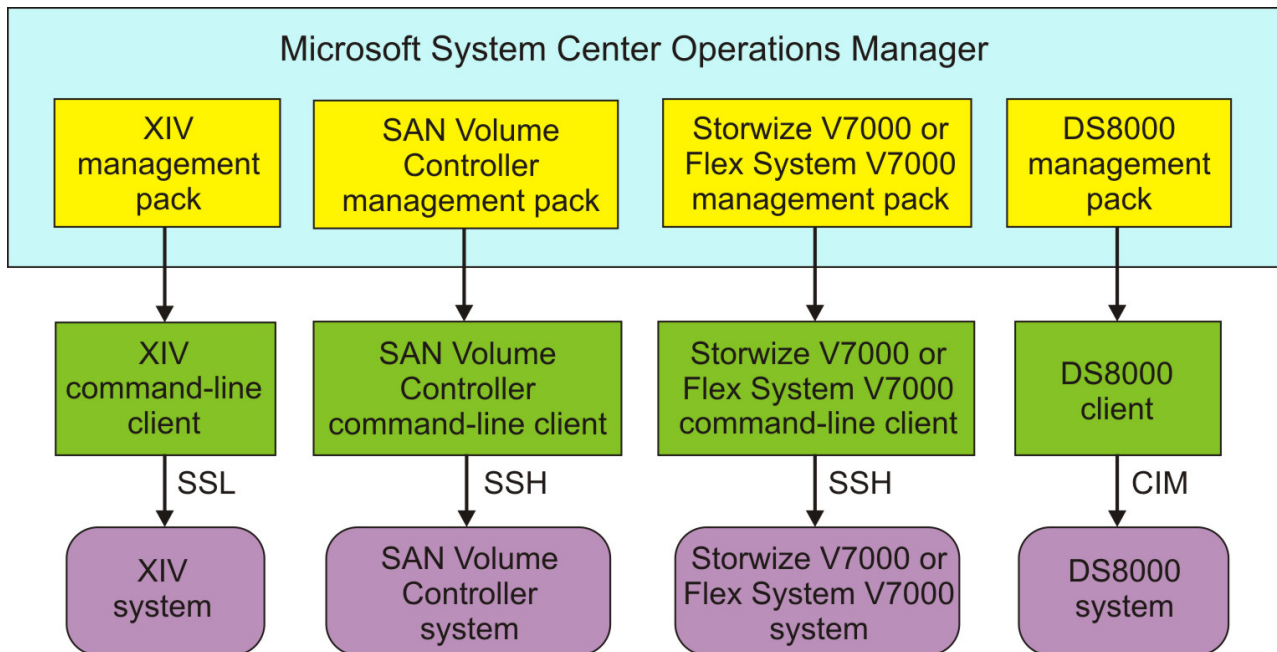 Microsoft System Center Operations Manager
XIV
management
pack
SAN Volume
Controller
management pack
Storwize V7000 or
Flex System V7000
management pack
DS8000
management
pack
XIV
command-line
client
SAN Volume
Controller
command-line client
Storwize V7000 or
Flex System V7000
command-line client
DS8000
client
SSL
SSH
SSH
CIM
XIV
system
SAN Volume
Controller
system
Storwize V7000 or
Flex System V7000
system
DS8000
system